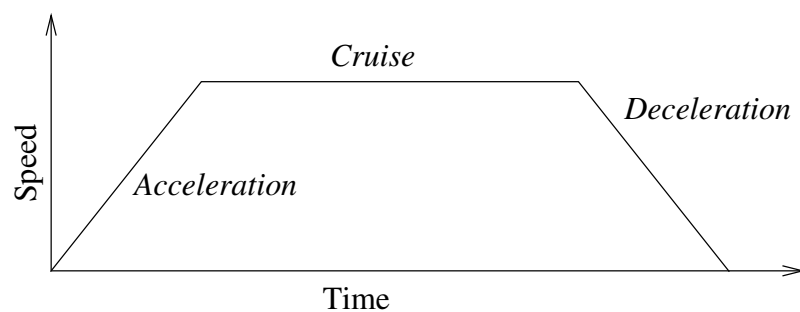 Cruise
Deceleration
Speed
Acceleration
Time